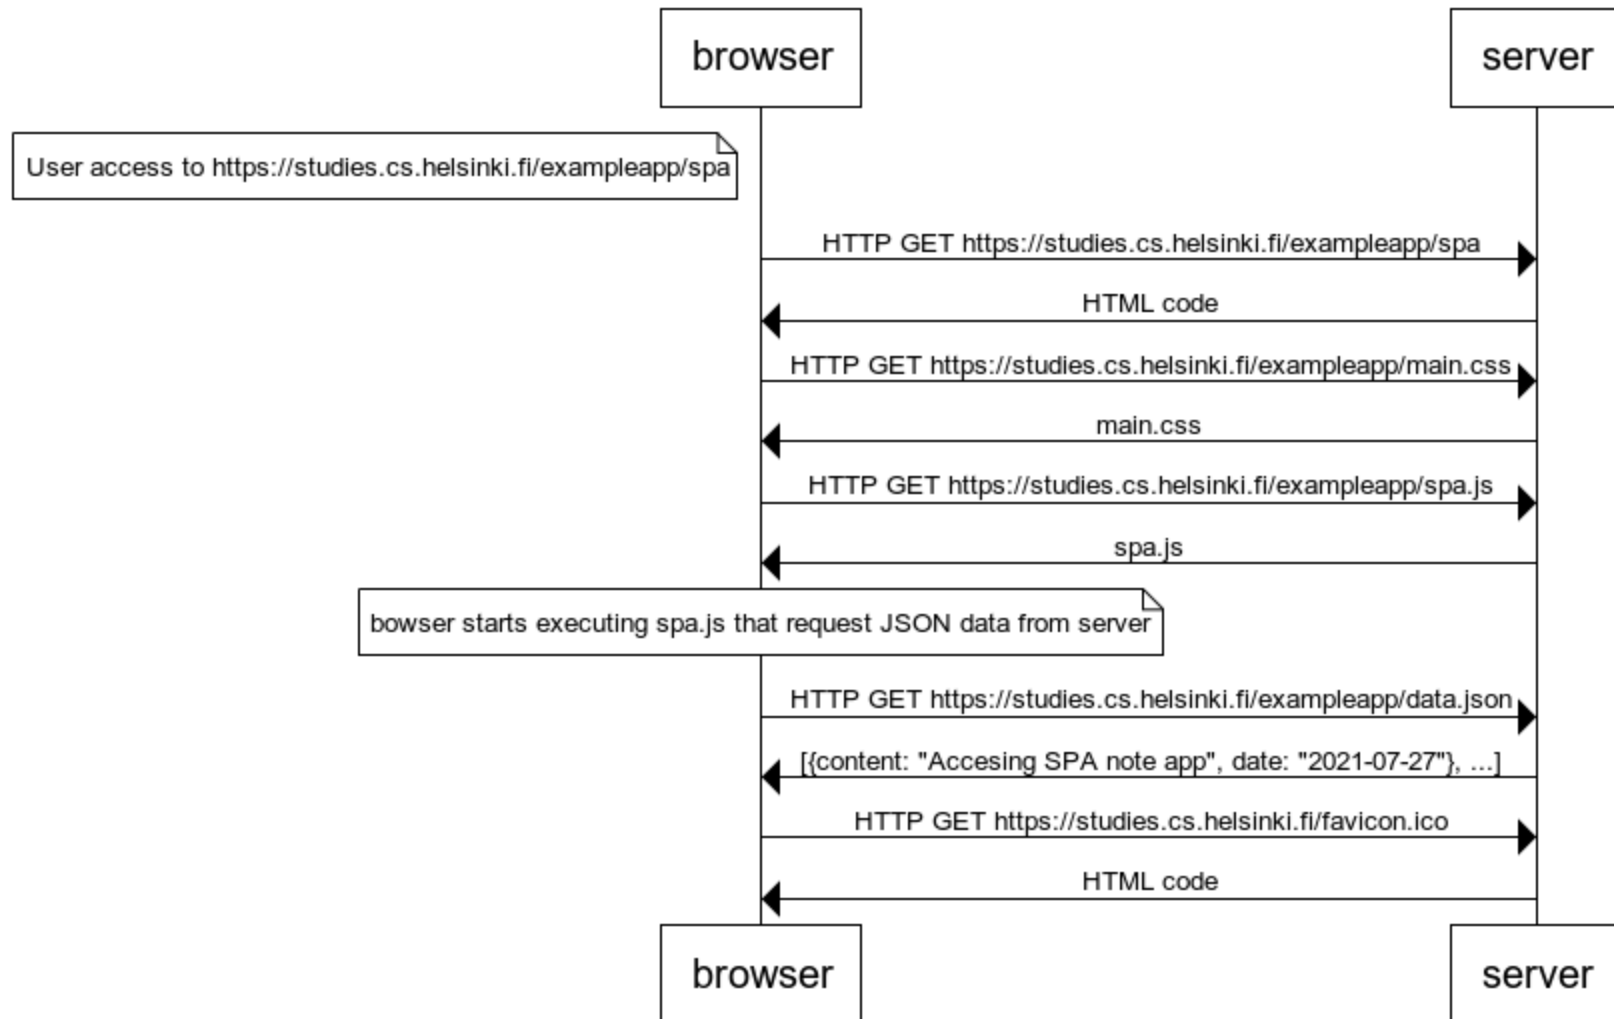 browser
server
User access to https://studies.cs.helsinki.fi/exampleapp/spa
HTTP GET https://studies.cs.helsinki.fi/exampleapp/spa
HTML code
HTTP GET https://studies.cs.helsinki.fi/exampleapp/main.css
main.css
HTTP GET https://studies.cs.helsinki.fi/exampleapp/spa.js
spa.js
bowser starts executing spa.js that request JSON data from server
HTTP GET https://studies.cs.helsinki.fi/exampleapp/data.json
[{content: "Accesing SPA note app", date: "2021-07-27"}, ...]
HTTP GET https://studies.cs.helsinki.fi/favicon.ico
HTML code
browser
server